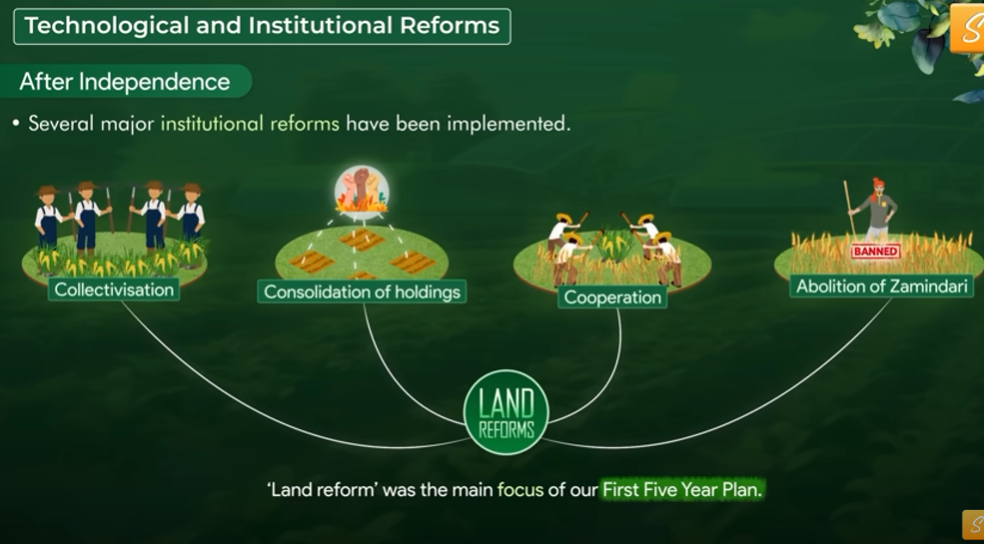 Technological and Institutional Reforms
After Independence
• Several major institutional reforms have been implemented.
BANNED
Collectivisation
Consolidation of holdings
Cooperation
Abolition of Zamindari
LAND
REFORMS
'Land reform' was the main focus of our First Five Year Plan.
S
S